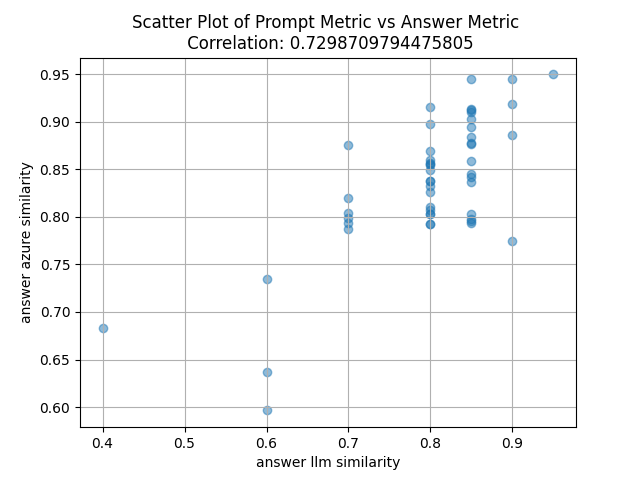 Scatter Plot of Prompt Metric vs Answer Metric
Correlation: 0.7298709794475805
0.95
0.90
0.85
0.80
0.75
0.70
0.65
0.60
answer azure similarity
0.4 0.5 0.6 0.7 0.8 0.9
answer llm similarity